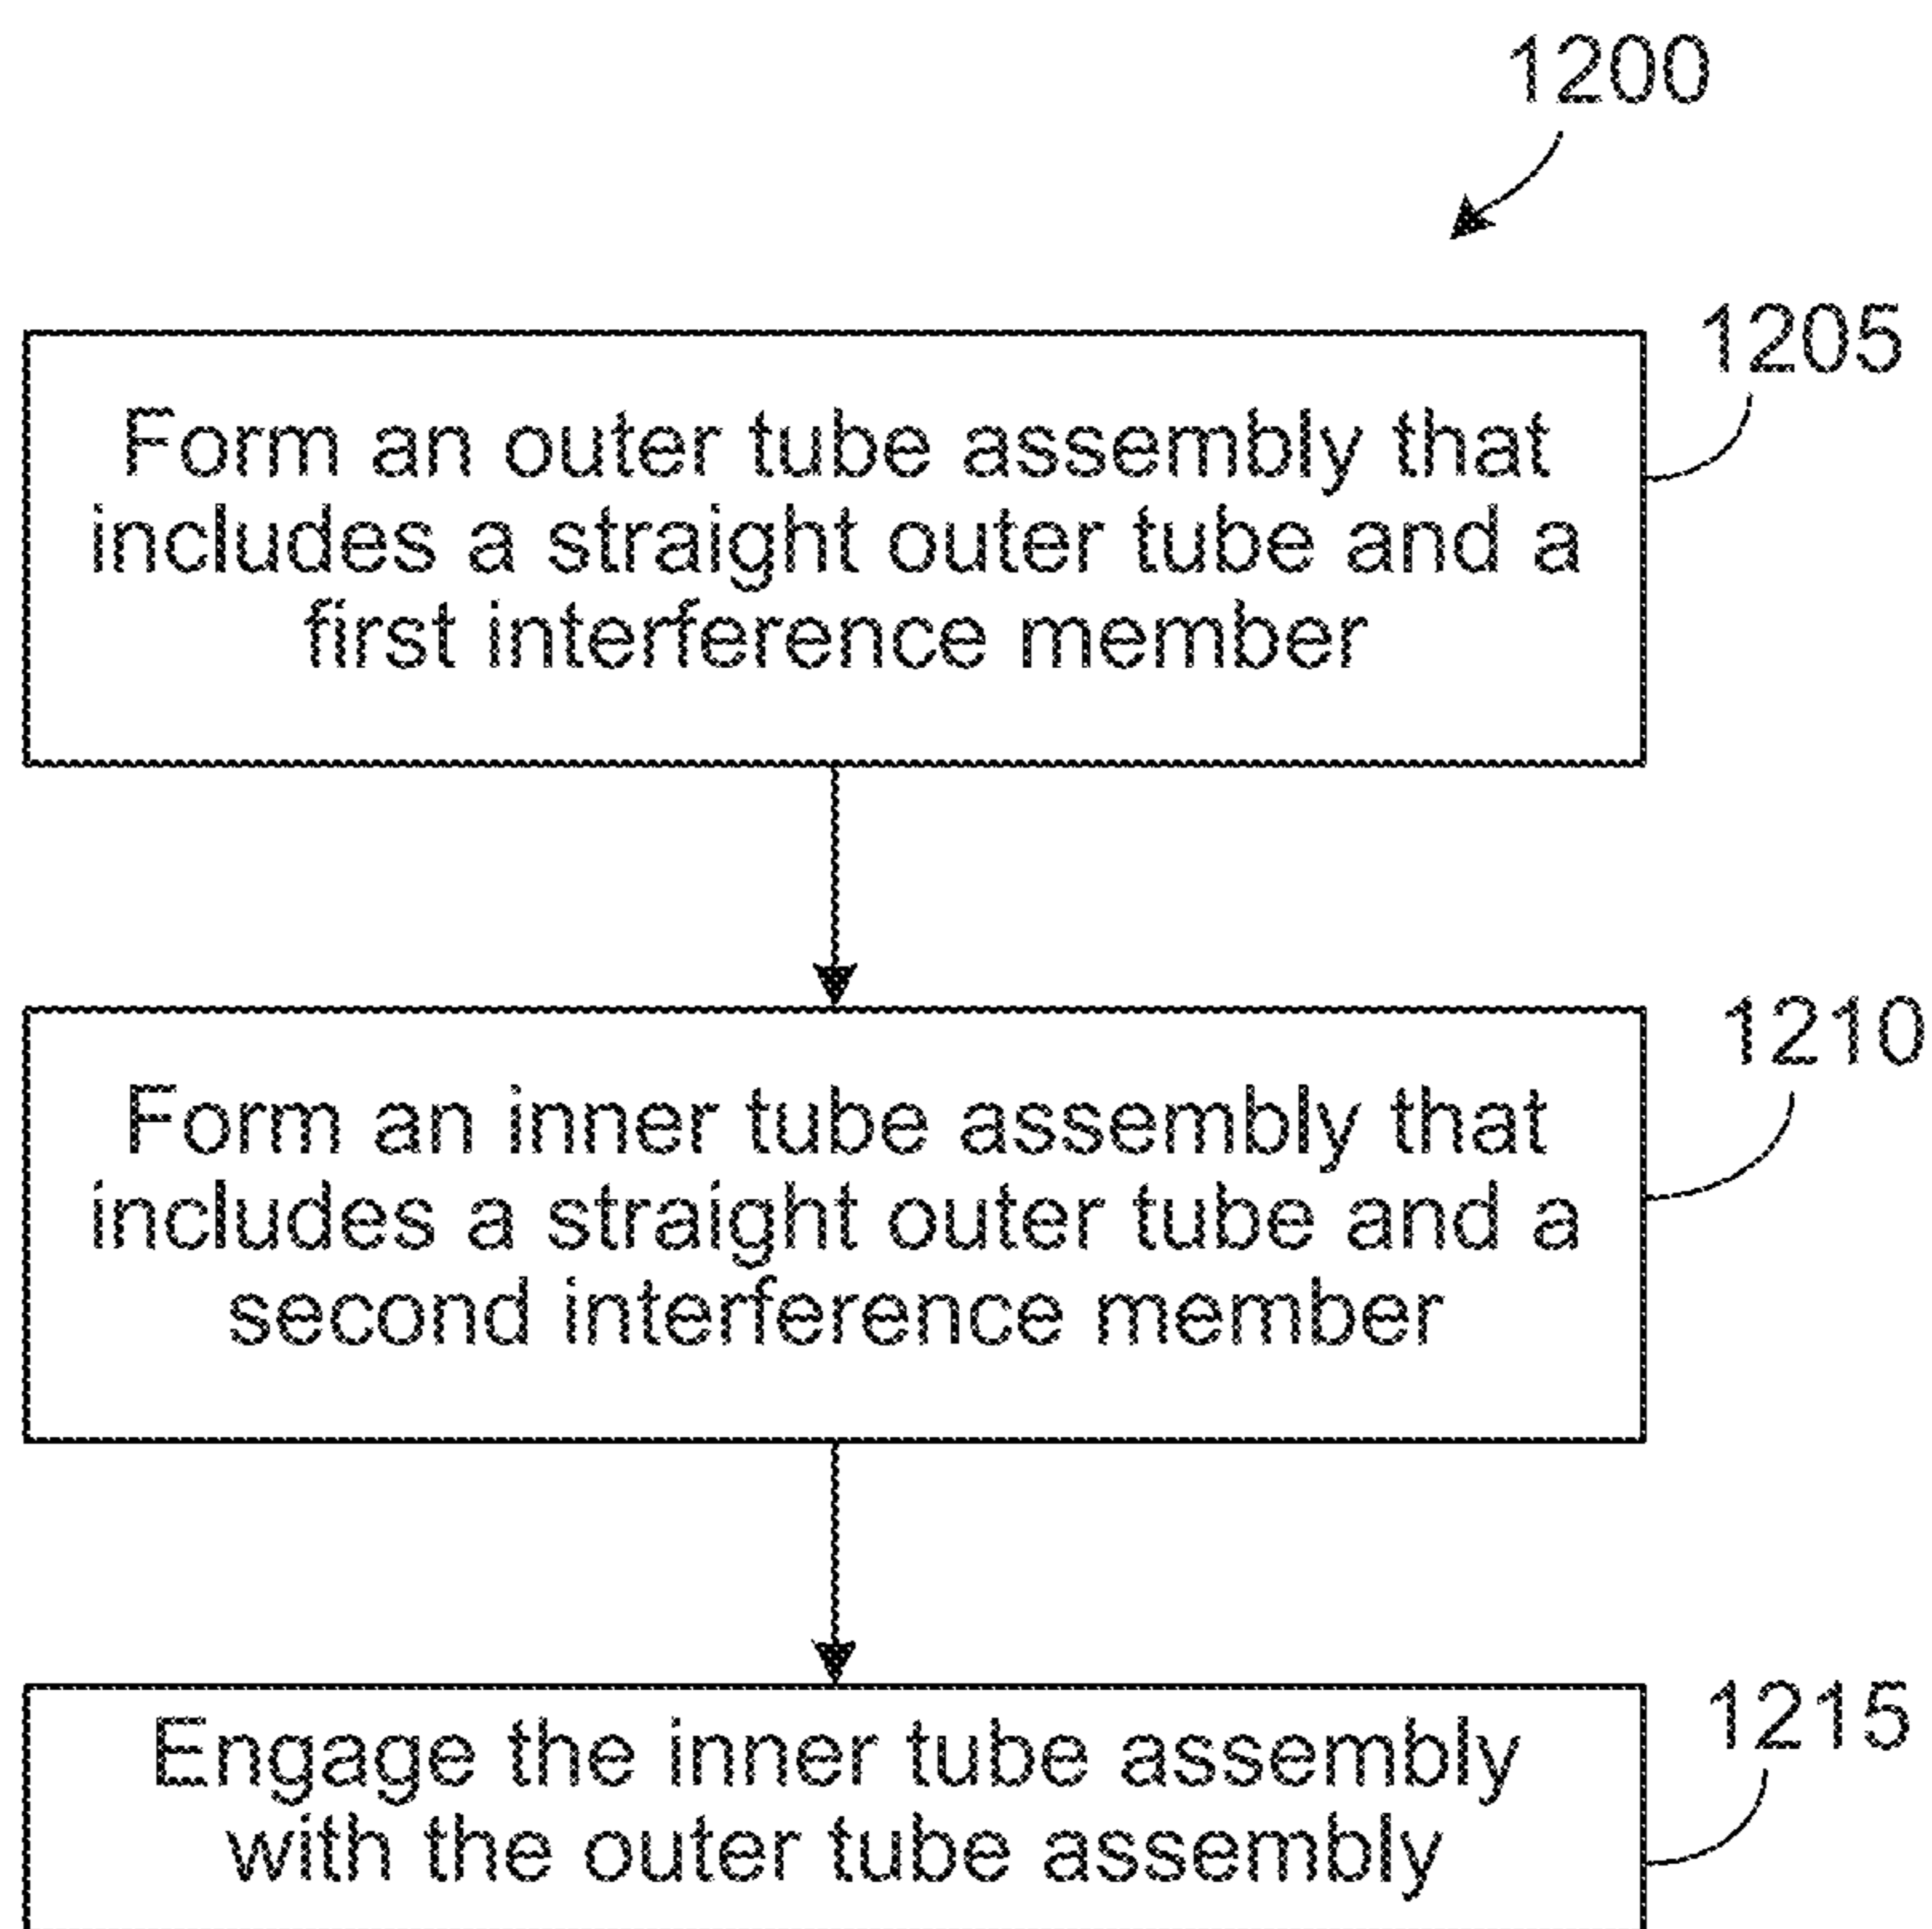 1200
1205
Form an outer tube assembly that
includes a straight outer tube and a
first interference member
1210
Form an inner tube assembly that
includes a straight outer tube and a
second interference member
1215
Engage the inner tube assembly
with the outer tube assembly